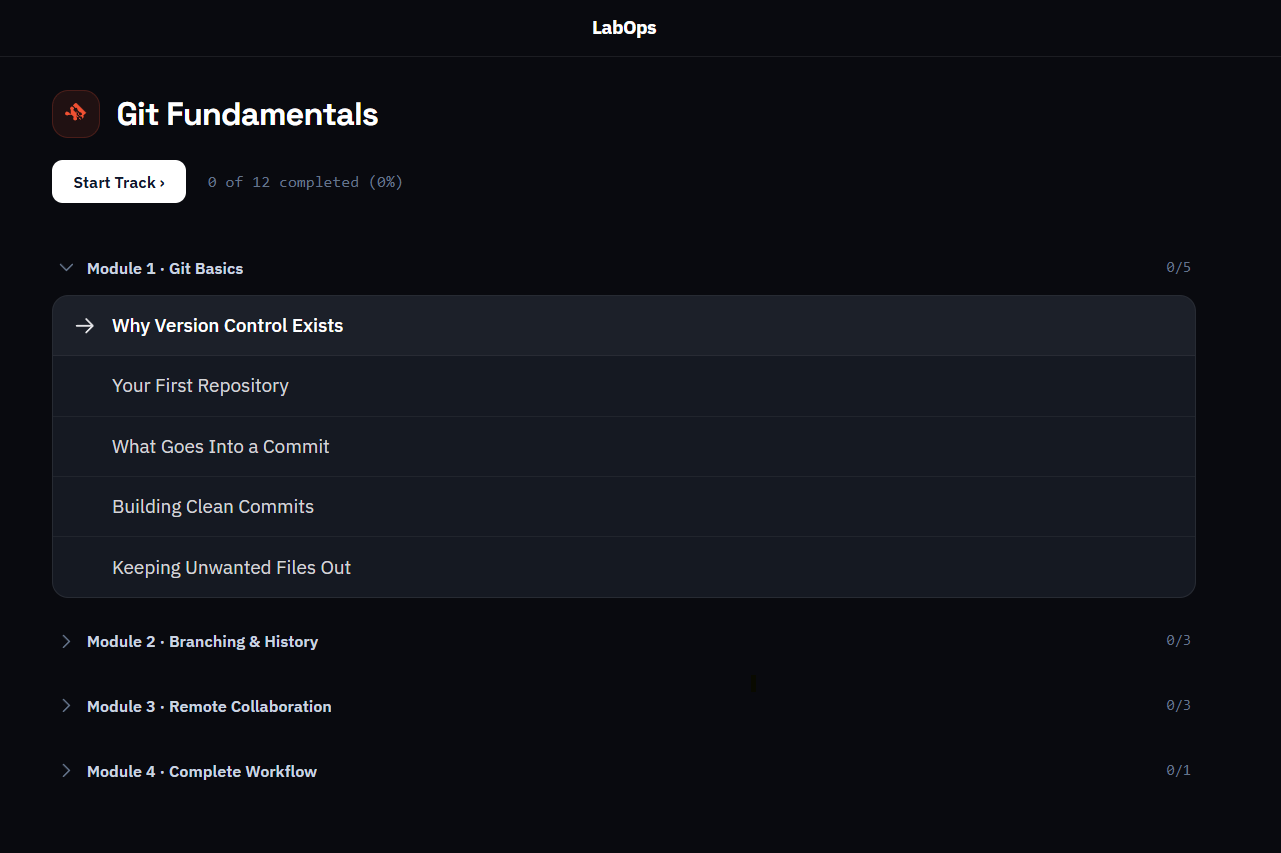 LabOps
Git Fundamentals
Start Track ›
0 of 12 completed (0%)
Module 1 · Git Basics
0/5
Why Version Control Exists
Your First Repository
What Goes Into a Commit
Building Clean Commits
Keeping Unwanted Files Out
Module 2 · Branching & History
0/3
Module 3 · Remote Collaboration
0/3
Module 4 · Complete Workflow
0/1